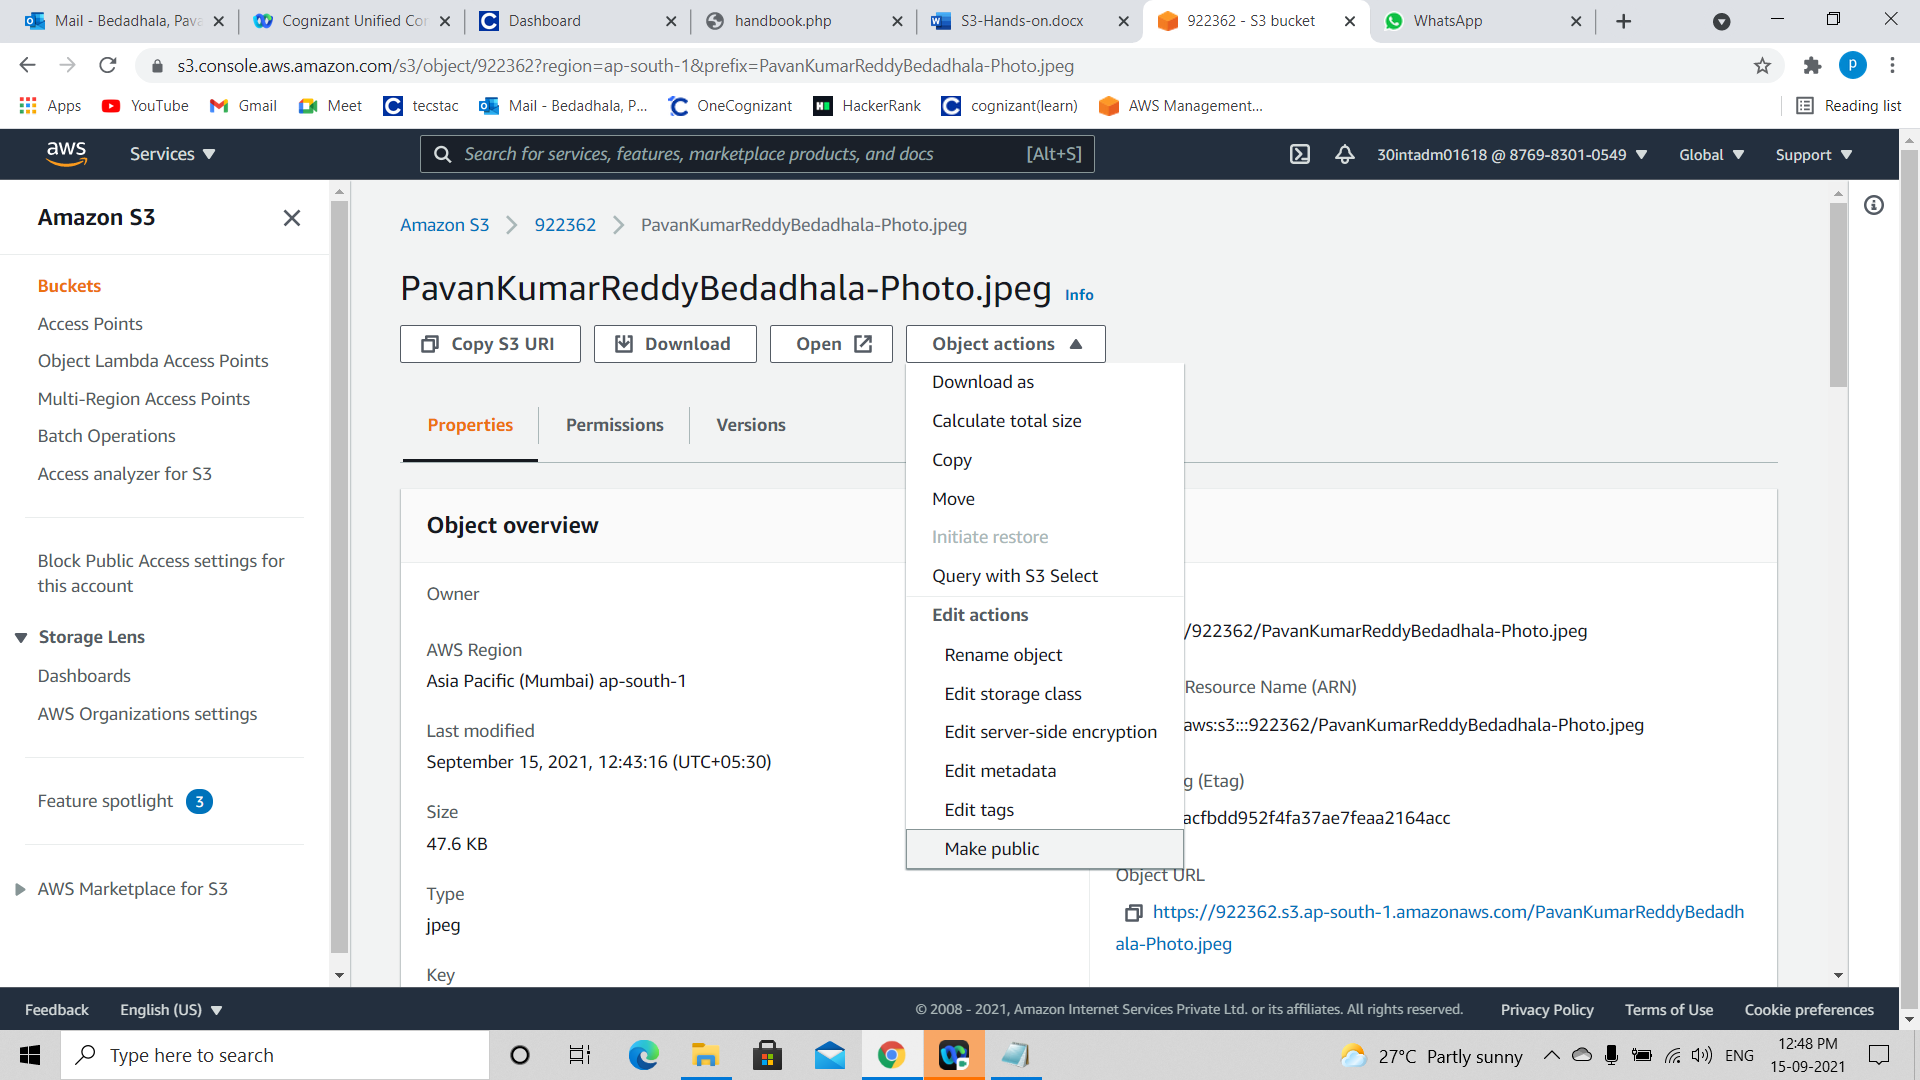 Mail - Bedadhala, Pava
Cognizant Unified Co
Dashboard
handbook.php
S3-Hands-on.docx
922362 - S3 bucket
WhatsApp
s3.console.aws.amazon.com/s3/object/922362?region=ap-south-1&prefix=PavanKumarReddyBedadhala-Photo.jpeg
p
Apps
YouTube
Gmail
Meet
tecstac
Mail - Bedadhala, P...
OneCognizant
HackerRank
cognizant(learn)
AWS Management...
Reading list
aws
Services
Search for services, features, marketplace products, and docs
[Alt+S]
30intadm01618 @ 8769-8301-0549
Global
Support
Amazon S3
Buckets
Access Points
Object Lambda Access Points
Multi-Region Access Points
Batch Operations
Access analyzer for S3
Block Public Access settings for
this account
Storage Lens
Dashboards
AWS Organizations settings
Feature spotlight 3
AWS Marketplace for S3
Amazon S3
922362
PavanKumarReddyBedadhala-Photo.jpeg
PavanKumarReddyBedadhala-Photo.jpeg Info
Copy S3 URI
Download
Open
Object actions
Download as
Calculate total size
Copy
Move
Initiate restore
Query with S3 Select
Edit actions
Rename object
Edit storage class
Edit server-side encryption
Edit metadata
Edit tags
Make public
Properties
Permissions
Versions
Object overview
Owner
AWS Region
Asia Pacific (Mumbai) ap-south-1
Last modified
September 15, 2021, 12:43:16 (UTC+05:30)
Size
47.6 KB
Type
jpeg
Key
/922362/PavanKumarReddyBedadhala-Photo.jpeg
Resource Name (ARN)
aws:s3:::922362/PavanKumarReddyBedadhala-Photo.jpeg
g (Etag)
acfbdd952f4fa37ae7feaa2164acc
Object URL
https://922362.s3.ap-south-1.amazonaws.com/PavanKumarReddyBedadh
ala-Photo.jpeg
Feedback
English (US)
© 2008 - 2021, Amazon Internet Services Private Ltd. or its affiliates. All rights reserved.
Privacy Policy
Terms of Use
Cookie preferences
Type here to search
27°C Partly sunny
ENG
12:48 PM
15-09-2021